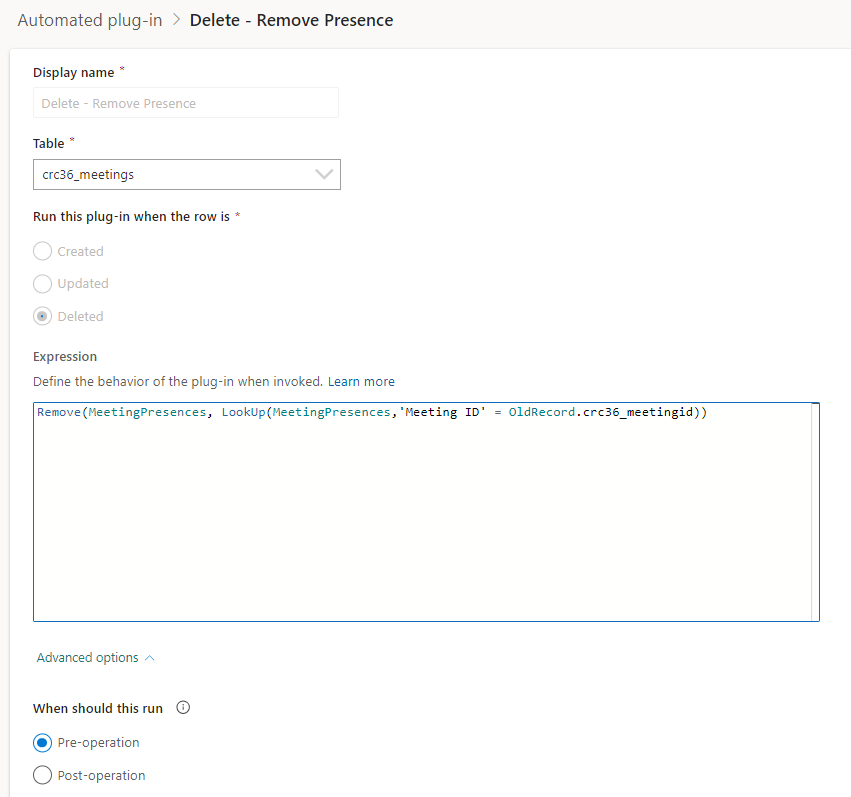 Automated plug-in > Delete - Remove Presence
Display name *
Delete - Remove Presence
Table *
crc36_meetings
Run this plug-in when the row is *
Created
Updated
Deleted
Expression
Define the behavior of the plug-in when invoked. Learn more
Remove(MeetingPresences, LookUp(MeetingPresences,'Meeting ID' = OldRecord.crc36_meetingid))
Advanced options
When should this run
Pre-operation
Post-operation